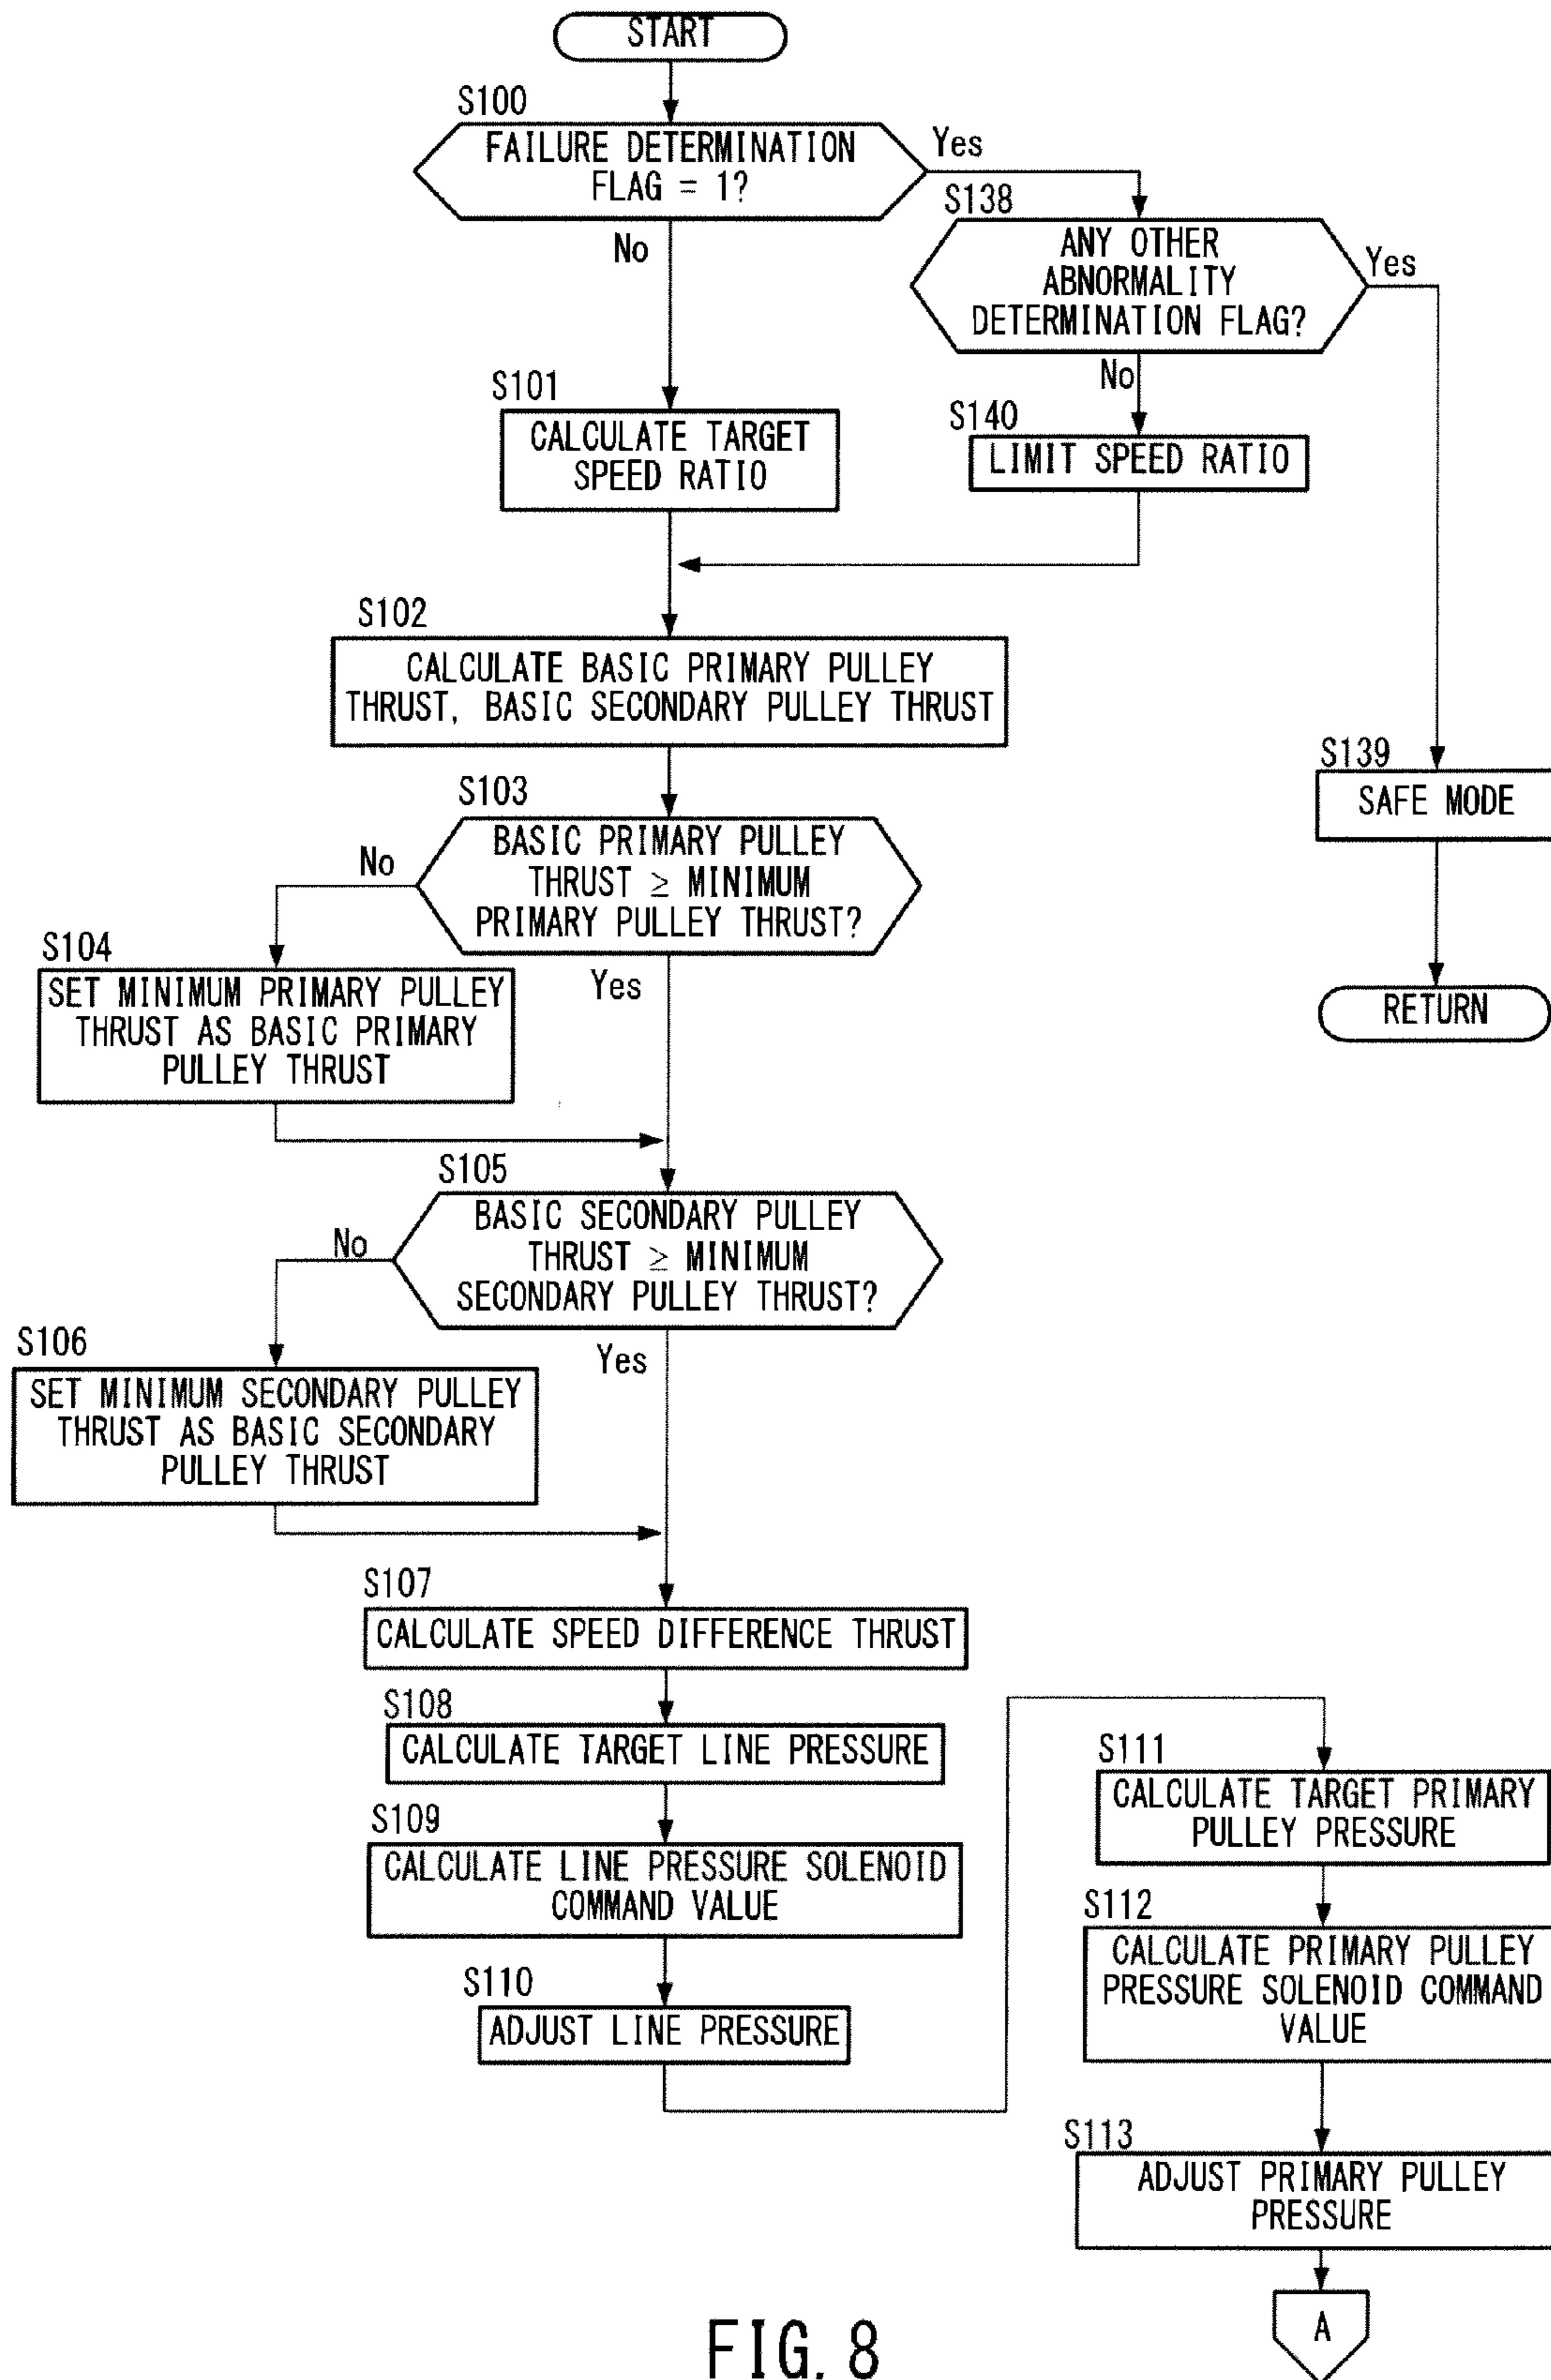 START
S100
FAILURE DETERMINATION
FLAG = 1?
Yes
No
S138
ANY OTHER
ABNORMALITY
DETERMINATION FLAG?
Yes
No
S101
CALCULATE TARGET
SPEED RATIO
S140
LIMIT SPEED RATIO
S102
CALCULATE BASIC PRIMARY PULLEY
THRUST, BASIC SECONDARY PULLEY THRUST
S139
SAFE MODE
RETURN
S103
BASIC PRIMARY PULLEY
THRUST ≥ MINIMUM
PRIMARY PULLEY THRUST?
No
Yes
S104
SET MINIMUM PRIMARY PULLEY
THRUST AS BASIC PRIMARY
PULLEY THRUST
S105
BASIC SECONDARY PULLEY
THRUST ≥ MINIMUM
SECONDARY PULLEY THRUST?
No
Yes
S106
SET MINIMUM SECONDARY PULLEY
THRUST AS BASIC SECONDARY
PULLEY THRUST
S107
CALCULATE SPEED DIFFERENCE THRUST
S108
CALCULATE TARGET LINE PRESSURE
S109
CALCULATE LINE PRESSURE SOLENOID
COMMAND VALUE
S110
ADJUST LINE PRESSURE
S111
CALCULATE TARGET PRIMARY
PULLEY PRESSURE
S112
CALCULATE PRIMARY PULLEY
PRESSURE SOLENOID COMMAND
VALUE
S113
ADJUST PRIMARY PULLEY
PRESSURE
A
FIG. 8